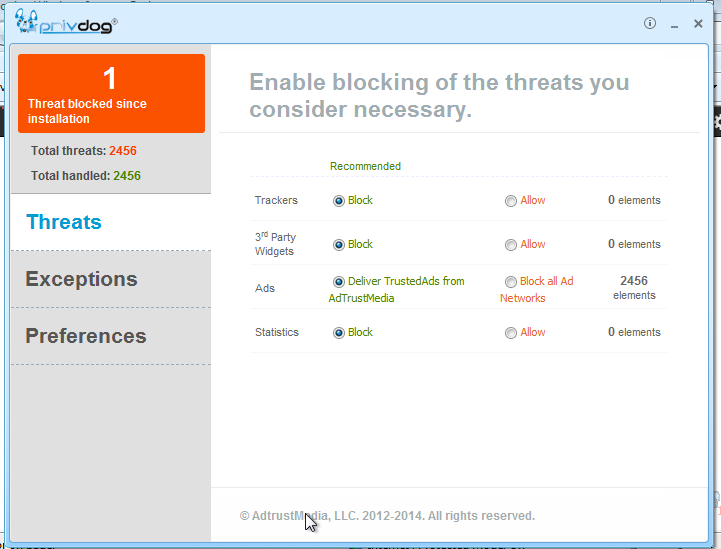 privdog®
1
Threat blocked since
installation
Total threats: 2456
Total handled: 2456
Threats
Exceptions
Preferences
Enable blocking of the threats you
consider necessary.
Recommended
Trackers Block Allow 0 elements
3rd Party
Widgets Block Allow 0 elements
Ads Deliver TrustedAds from
AdTrustMedia Block all Ad
Networks 2456
elements
Statistics Block Allow 0 elements
© AdtrustMedia, LLC. 2012-2014. All rights reserved.